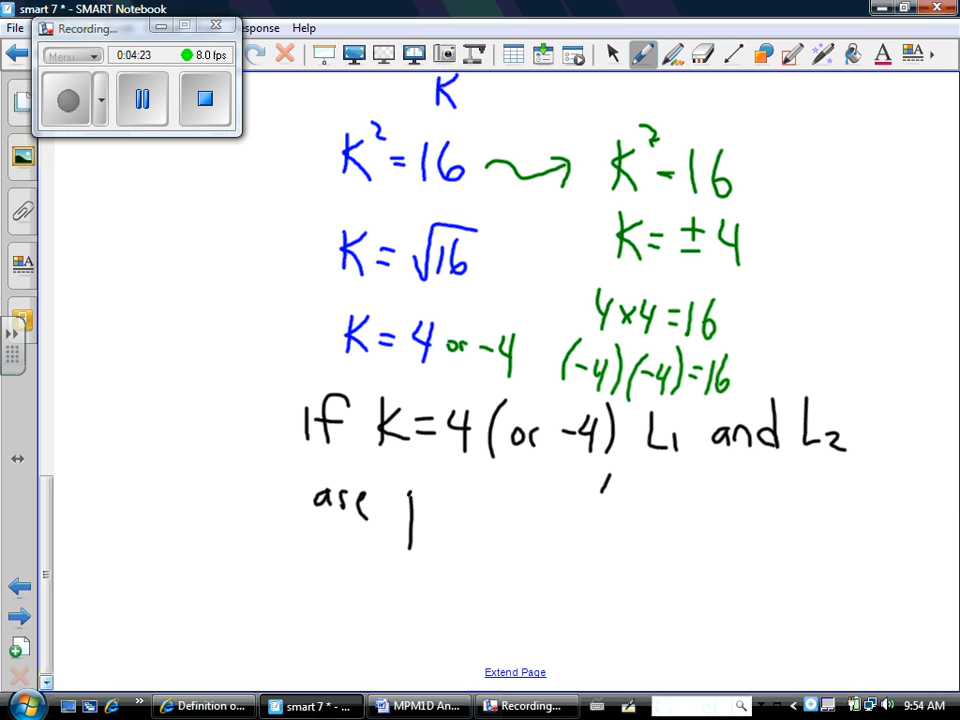 smart 7 * - SMART Notebook
File
Recording...
esponse
Help
Menu
0:04:23
8.0 fps
K
K² = 16
K = √16
K = 4 or -4
K² - 16
K = ± 4
4 × 4 = 16
(-4)(-4) = 16
If K = 4 (or -4) L1 and L2
are
Extend Page
Definition o...
smart 7 * - ...
MPM1D An...
Recording...
9:54 AM